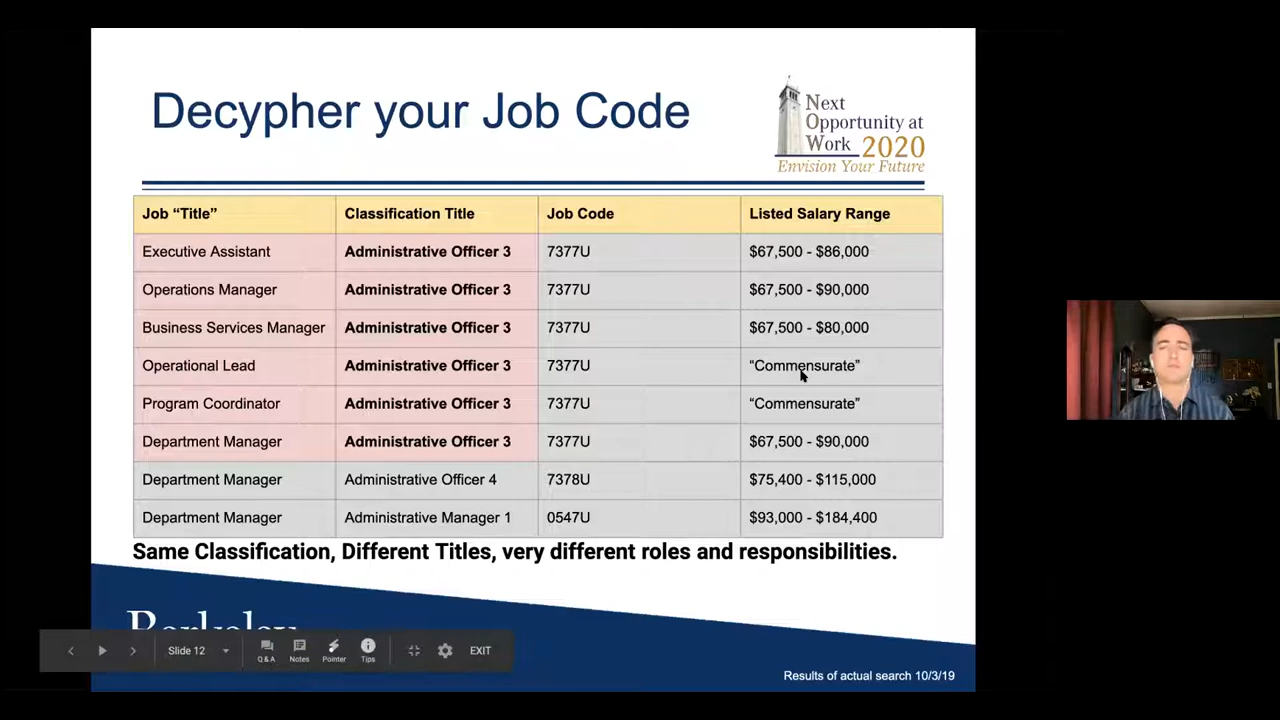 Decypher your Job Code
Next
Opportunity at
Work 2020
Envision Your Future
Job “Title” Classification Title Job Code Listed Salary Range
Executive Assistant Administrative Officer 3 7377U $67,500 - $86,000
Operations Manager Administrative Officer 3 7377U $67,500 - $90,000
Business Services Manager Administrative Officer 3 7377U $67,500 - $80,000
Operational Lead Administrative Officer 3 7377U “Commensurate”
Program Coordinator Administrative Officer 3 7377U “Commensurate”
Department Manager Administrative Officer 3 7377U $67,500 - $90,000
Department Manager Administrative Officer 4 7378U $75,400 - $115,000
Department Manager Administrative Manager 1 0547U $93,000 - $184,400
Same Classification, Different Titles, very different roles and responsibilities.
Berkeley
Slide 12 Q & A Notes Pointer Tips EXIT
Results of actual search 10/3/19